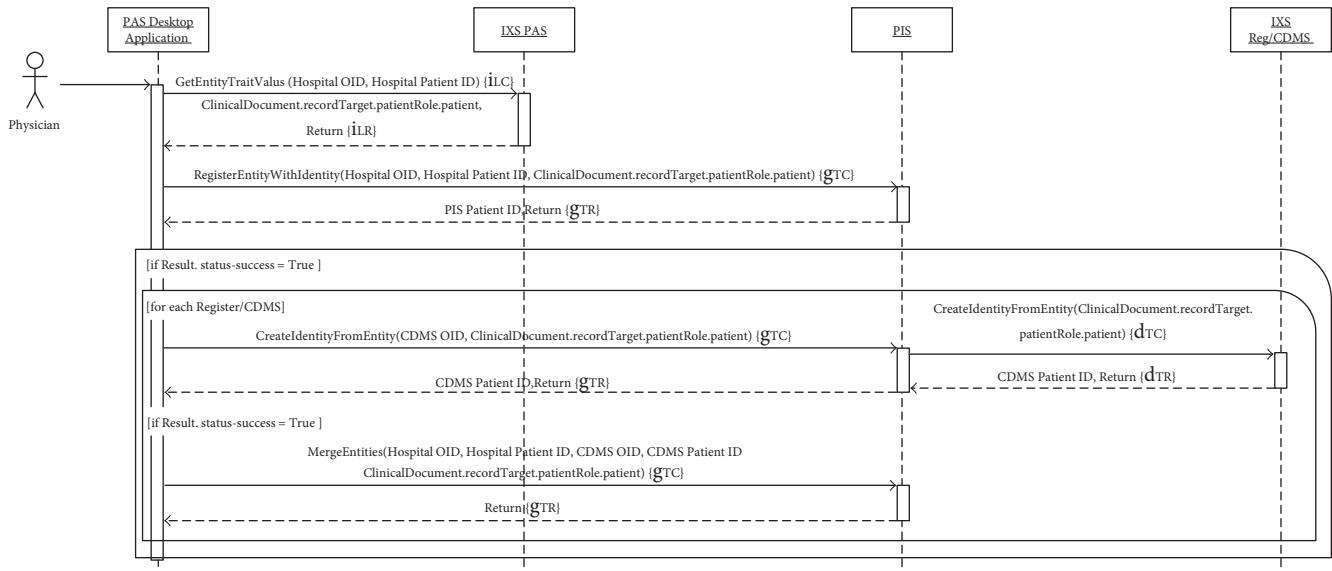 PAS Desktop
Application
IXS PAS
PIS
IXS
Reg/CDMS
Physician
GetEntityTraitValus (Hospital OID, Hospital Patient ID) {iLC}
ClinicalDocument.recordTarget.patientRole.patient,
Return {iLR}
RegisterEntityWithIdentity(Hospital OID, Hospital Patient ID, ClinicalDocument.recordTarget.patientRole.patient) {gTC}
PIS Patient ID,Return {gTR}
[if Result. status-success = True ]
[for each Register/CDMS]
CreateIdentityFromEntity(ClinicalDocument.recordTarget.
patientRole.patient) {dTC}
CreateIdentityFromEntity(CDMS OID, ClinicalDocument.recordTarget.patientRole.patient) {gTC}
CDMS Patient ID,Return {gTR}
CDMS Patient ID, Return {dTR}
[if Result. status-success = True ]
MergeEntities(Hospital OID, Hospital Patient ID, CDMS OID, CDMS Patient ID
ClinicalDocument.recordTarget.patientRole.patient) {gTC}
Return {gTR}